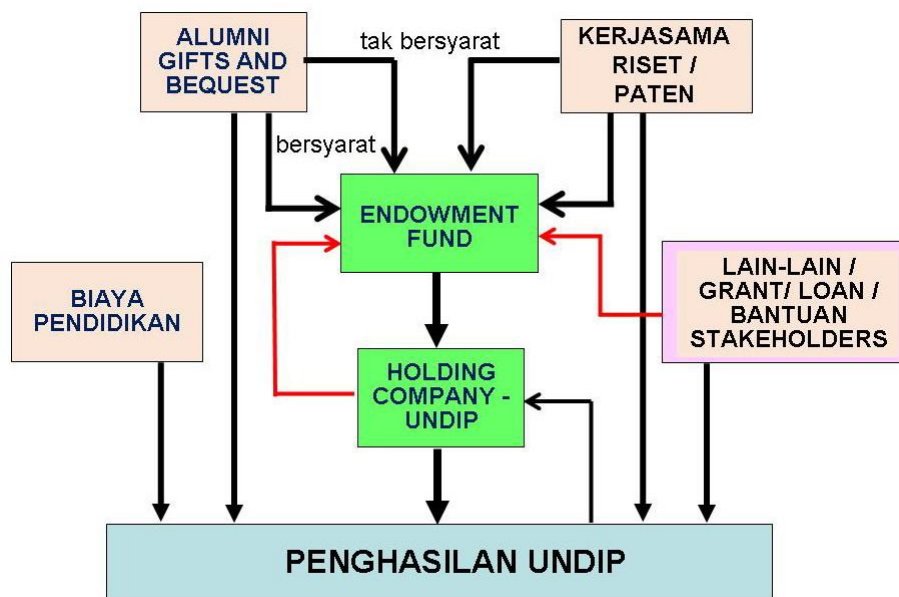 ALUMNI
GIFTS AND
BEQUEST
tak bersyarat
KERJASAMA
RISET /
PATEN
bersyarat
ENDOWMENT
FUND
BIAYA
PENDIDIKAN
LAIN-LAIN /
GRANT/ LOAN /
BANTUAN
STAKEHOLDERS
HOLDING
COMPANY -
UNDIP
PENGHASILAN UNDIP